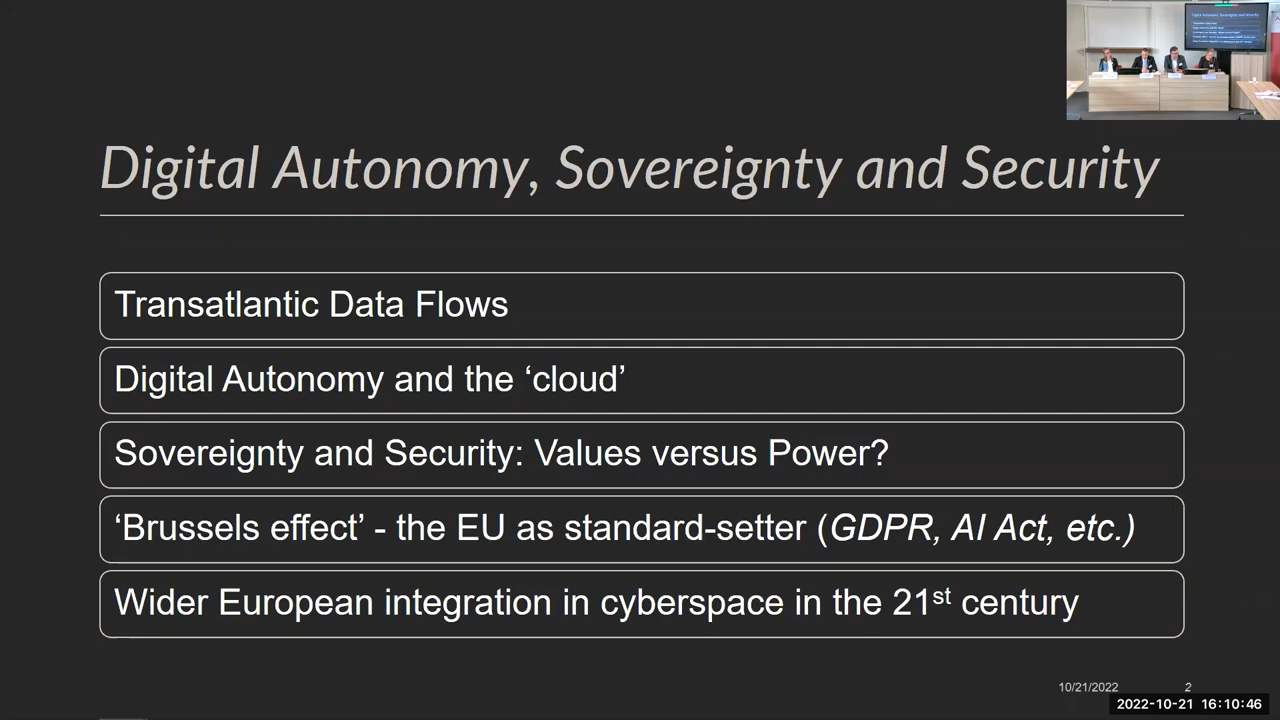 Digital Autonomy, Sovereignty and Security
Transatlantic Data Flows
Digital Autonomy and the ‘cloud’
Sovereignty and Security: Values versus Power?
‘Brussels effect’ - the EU as standard-setter (GDPR, AI Act, etc.)
Wider European integration in cyberspace in the 21st century
10/21/2022 2
2022-10-21 16:10:46